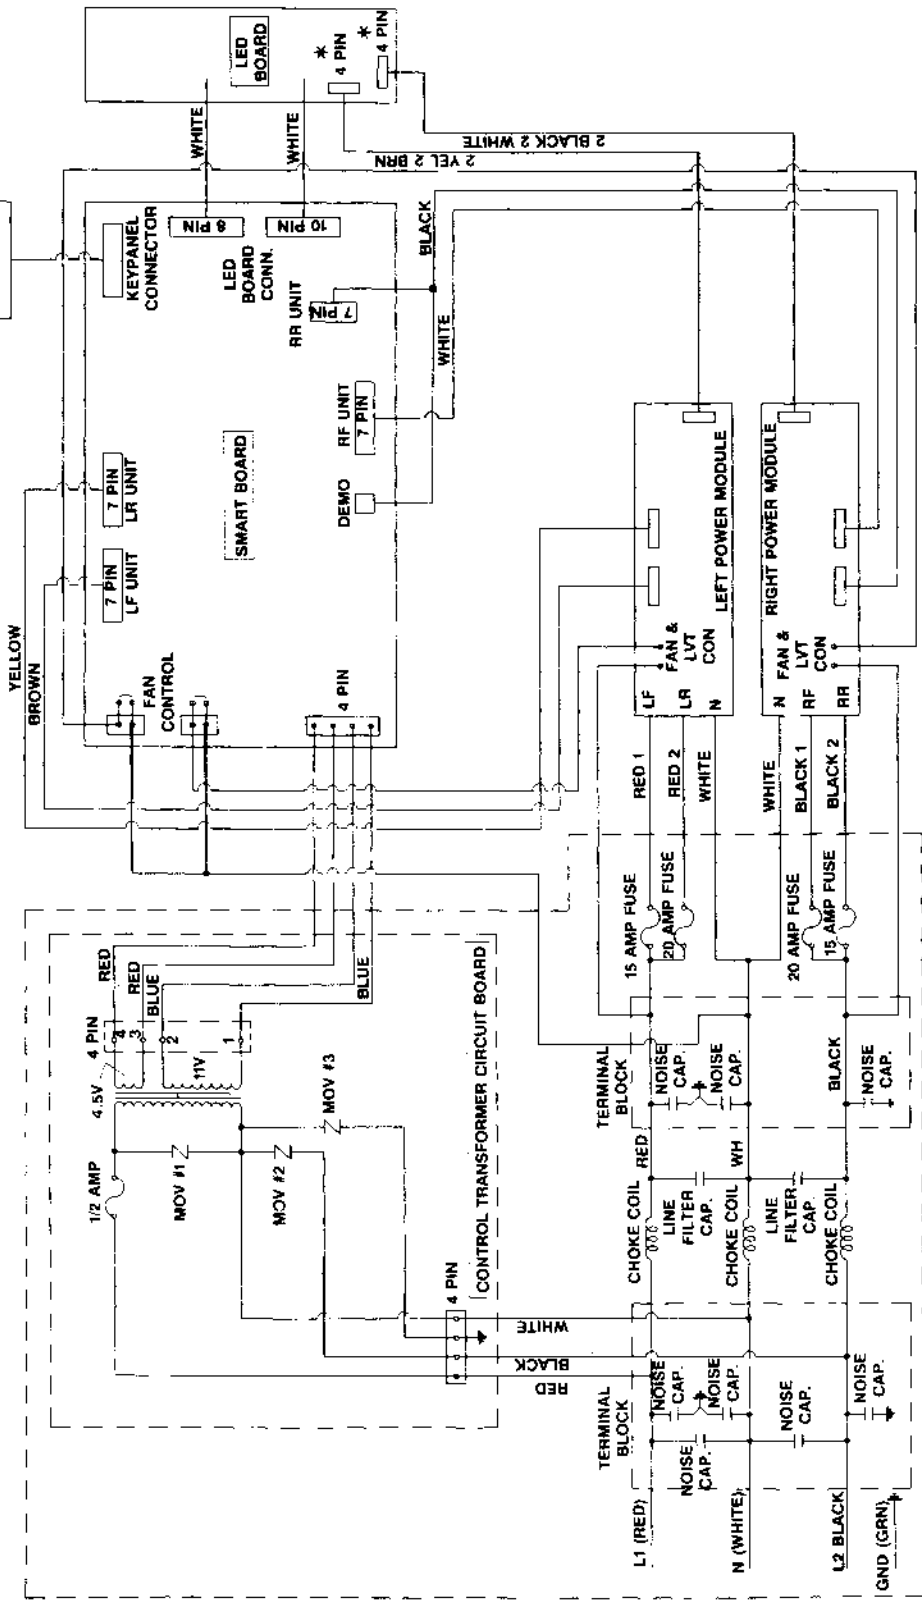 LED
BOARD
* 4 PIN
* 4 PIN
WHITE
WHITE
2 BLACK 2 WHITE
2 YEL 2 BRN
KEYPANEL
CONNECTOR
8 PIN
10 PIN
LED
BOARD
CONN.
BLACK
RR UNIT
7 PIN
WHITE
RF UNIT
7 PIN
7 PIN
LR UNIT
SMART BOARD
DEMO
7 PIN
LF UNIT
YELLOW
BROWN
FAN
CONTROL
4 PIN
LEFT POWER MODULE
RIGHT POWER MODULE
FAN &
LVT
CON
FAN &
LVT
CON
LF
LR
N
N
RF
RR
RED 1
RED 2
WHITE
WHITE
BLACK 1
BLACK 2
15 AMP FUSE
20 AMP FUSE
20 AMP FUSE
15 AMP FUSE
RED
RED
BLUE
BLUE
4 PIN
4
3
2
1
4.5V
11V
MOV #3
1/2 AMP
MOV #1
MOV #2
CONTROL TRANSFORMER CIRCUIT BOARD
4 PIN
WHITE
BLACK
RED
TERMINAL
BLOCK
NOISE
CAP.
NOISE
CAP.
BLACK
NOISE
CAP.
RED
WH
CHOKE COIL
LINE
FILTER
CAP.
CHOKE COIL
LINE
FILTER
CAP.
CHOKE COIL
TERMINAL
BLOCK
NOISE
CAP.
NOISE
CAP.
NOISE
CAP.
NOISE
CAP.
NOISE
CAP.
L1 (RED)
N (WHITE)
L2 BLACK
GND (GRN)